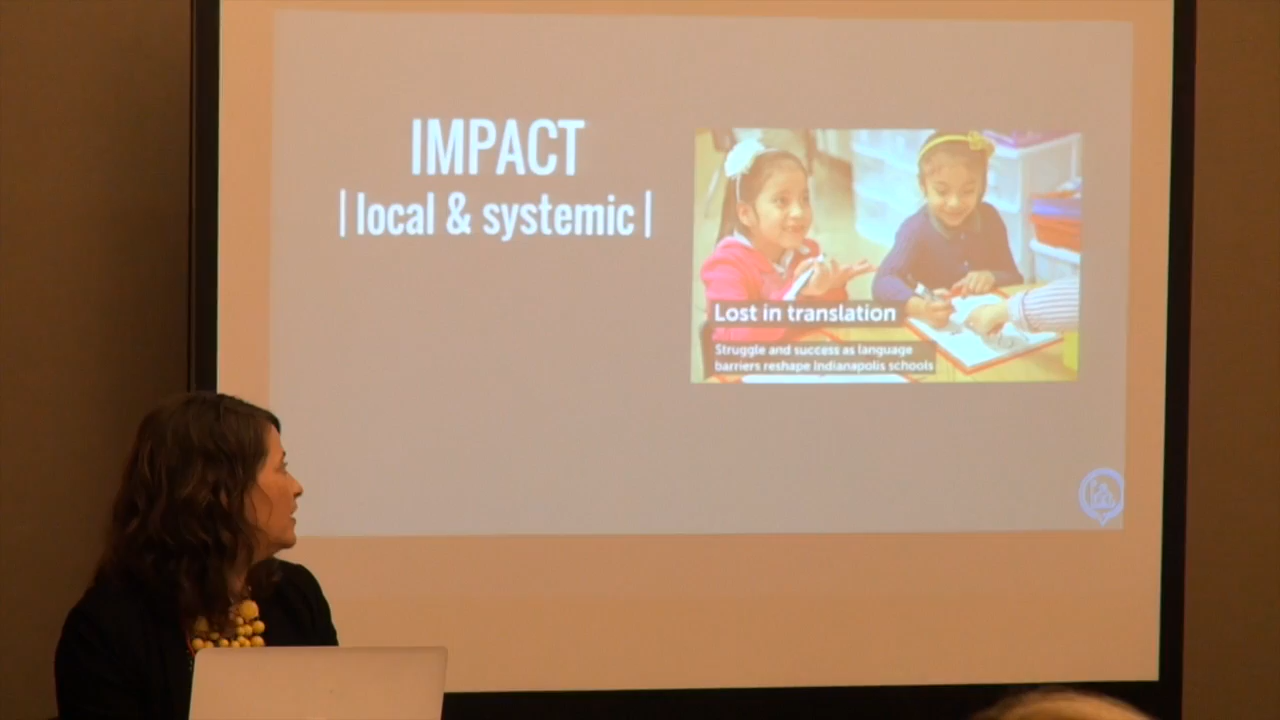 IMPACT
| local & systemic |
Lost in translation
Struggle and success as language
barriers reshape Indianapolis schools